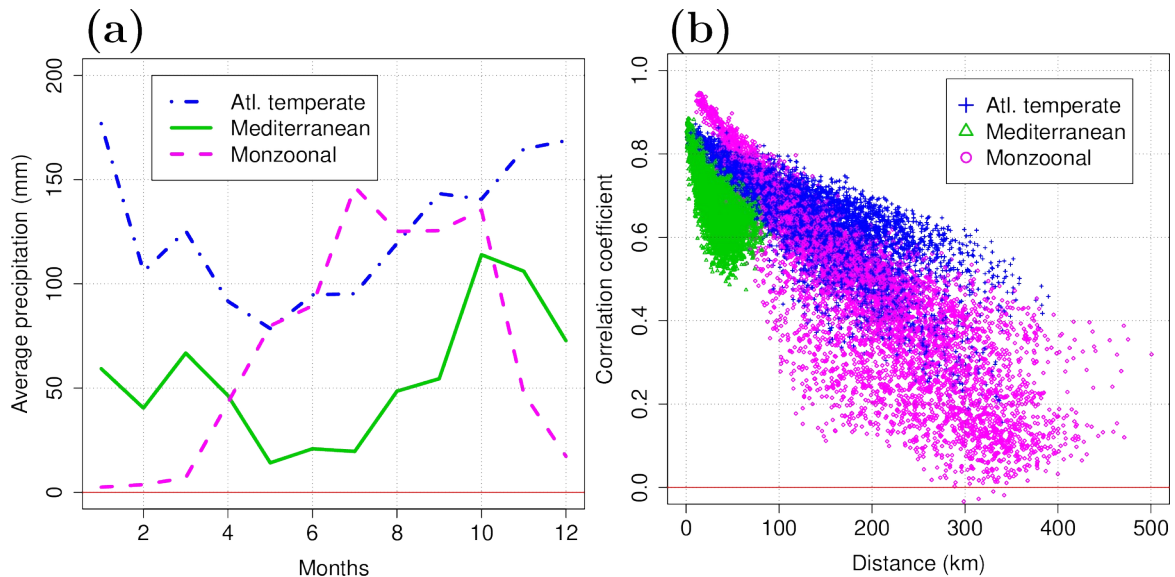 (a)
200
150
100
50
0
Average precipitation (mm)
Atl. temperate
Mediterranean
Monzoonal
2 4 6 8 10 12
Months
(b)
1.0
0.8
0.6
0.4
0.2
0.0
Correlation coefficient
Atl. temperate
Mediterranean
Monzoonal
0 100 200 300 400 500
Distance (km)